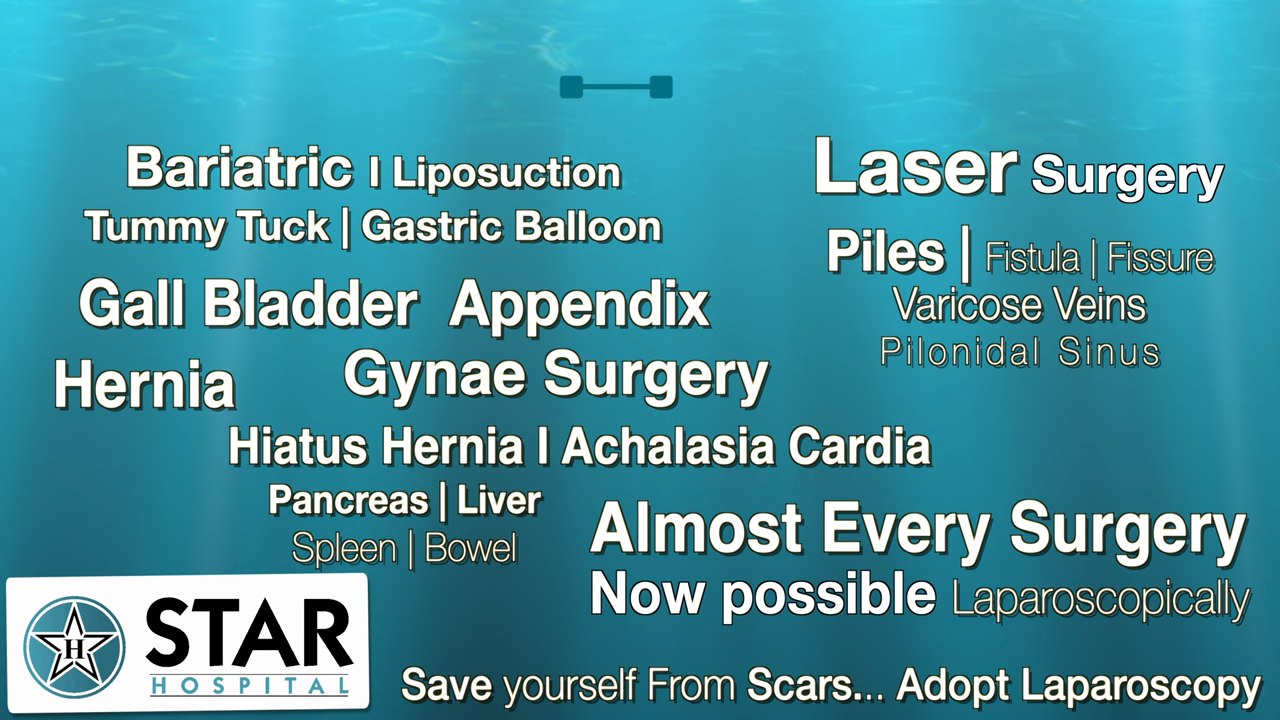 Bariatric | Liposuction
Tummy Tuck | Gastric Balloon
Gall Bladder Appendix
Hernia Gynae Surgery
Hiatus Hernia | Achalasia Cardia
Pancreas | Liver
Spleen | Bowel
Laser Surgery
Piles | Fistula | Fissure
Varicose Veins
Pilonidal Sinus
Almost Every Surgery
Now possible Laparoscopically
H STAR
HOSPITAL
Save yourself From Scars... Adopt Laparoscopy